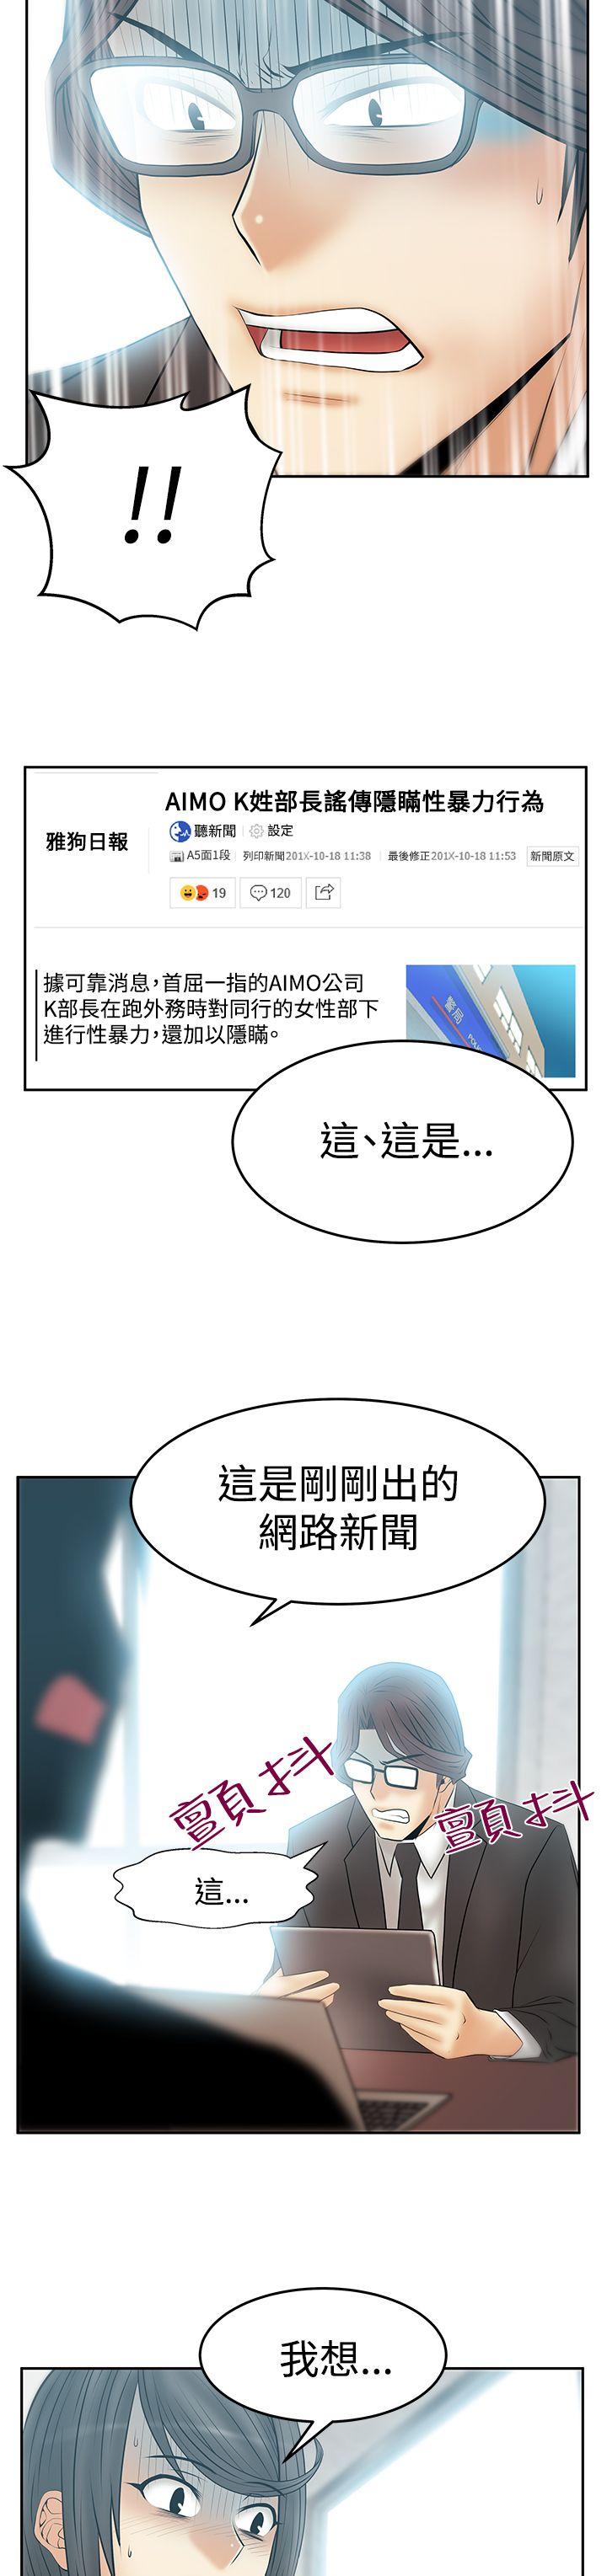 !!
AIMO K姓部長謠傳隱瞞性暴力行為
雅狗日報
聽新聞 設定
A5面1段 列印新聞201X-10-18 11:38 最後修正201X-10-18 11:53 新聞原文
19 120
據可靠消息，首屈一指的AIMO公司
K部長在跑外務時對同行的女性部下
進行性暴力，還加以隱瞞。
警局
這、這是...
這是剛剛出的
網路新聞
顫抖
顫抖
這...
我想...